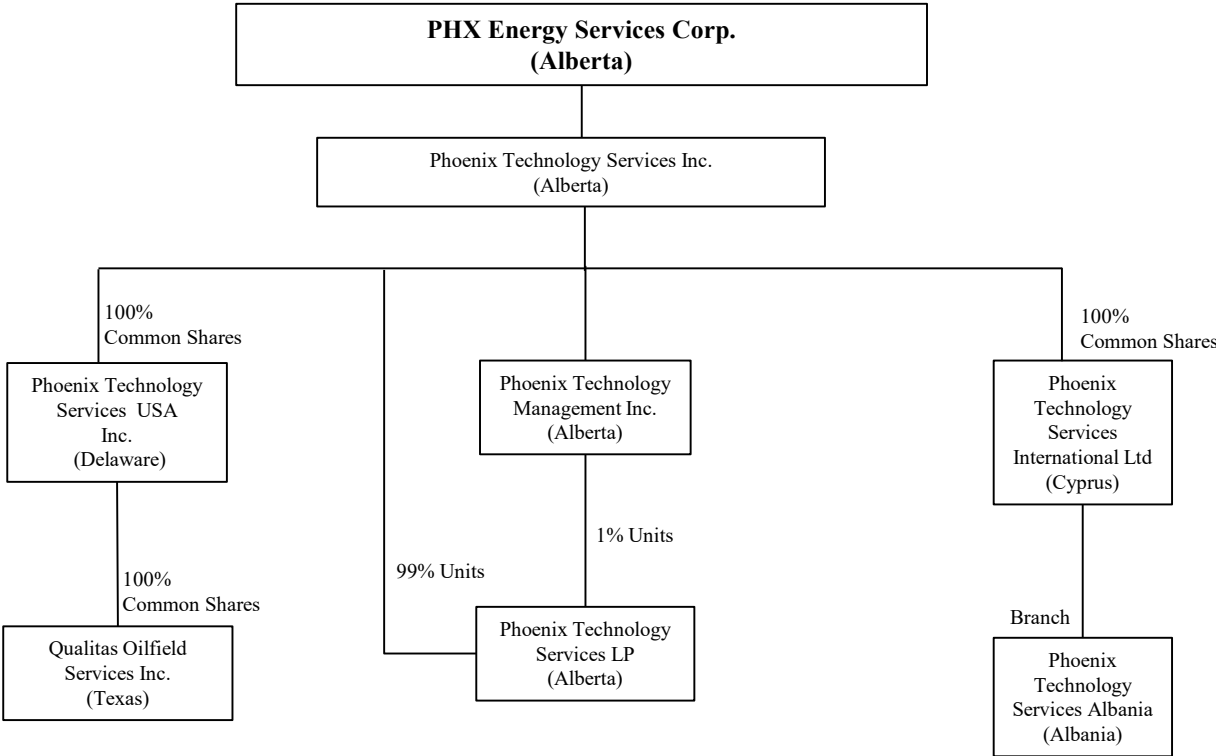 PHX Energy Services Corp.
(Alberta)
Phoenix Technology Services Inc.
(Alberta)
100%
Common Shares
100%
Common Shares
Phoenix Technology
Services USA
Inc.
(Delaware)
Phoenix Technology
Management Inc.
(Alberta)
Phoenix
Technology
Services
International Ltd
(Cyprus)
1% Units
99% Units
100%
Common Shares
Branch
Qualitas Oilfield
Services Inc.
(Texas)
Phoenix Technology
Services LP
(Alberta)
Phoenix
Technology
Services Albania
(Albania)